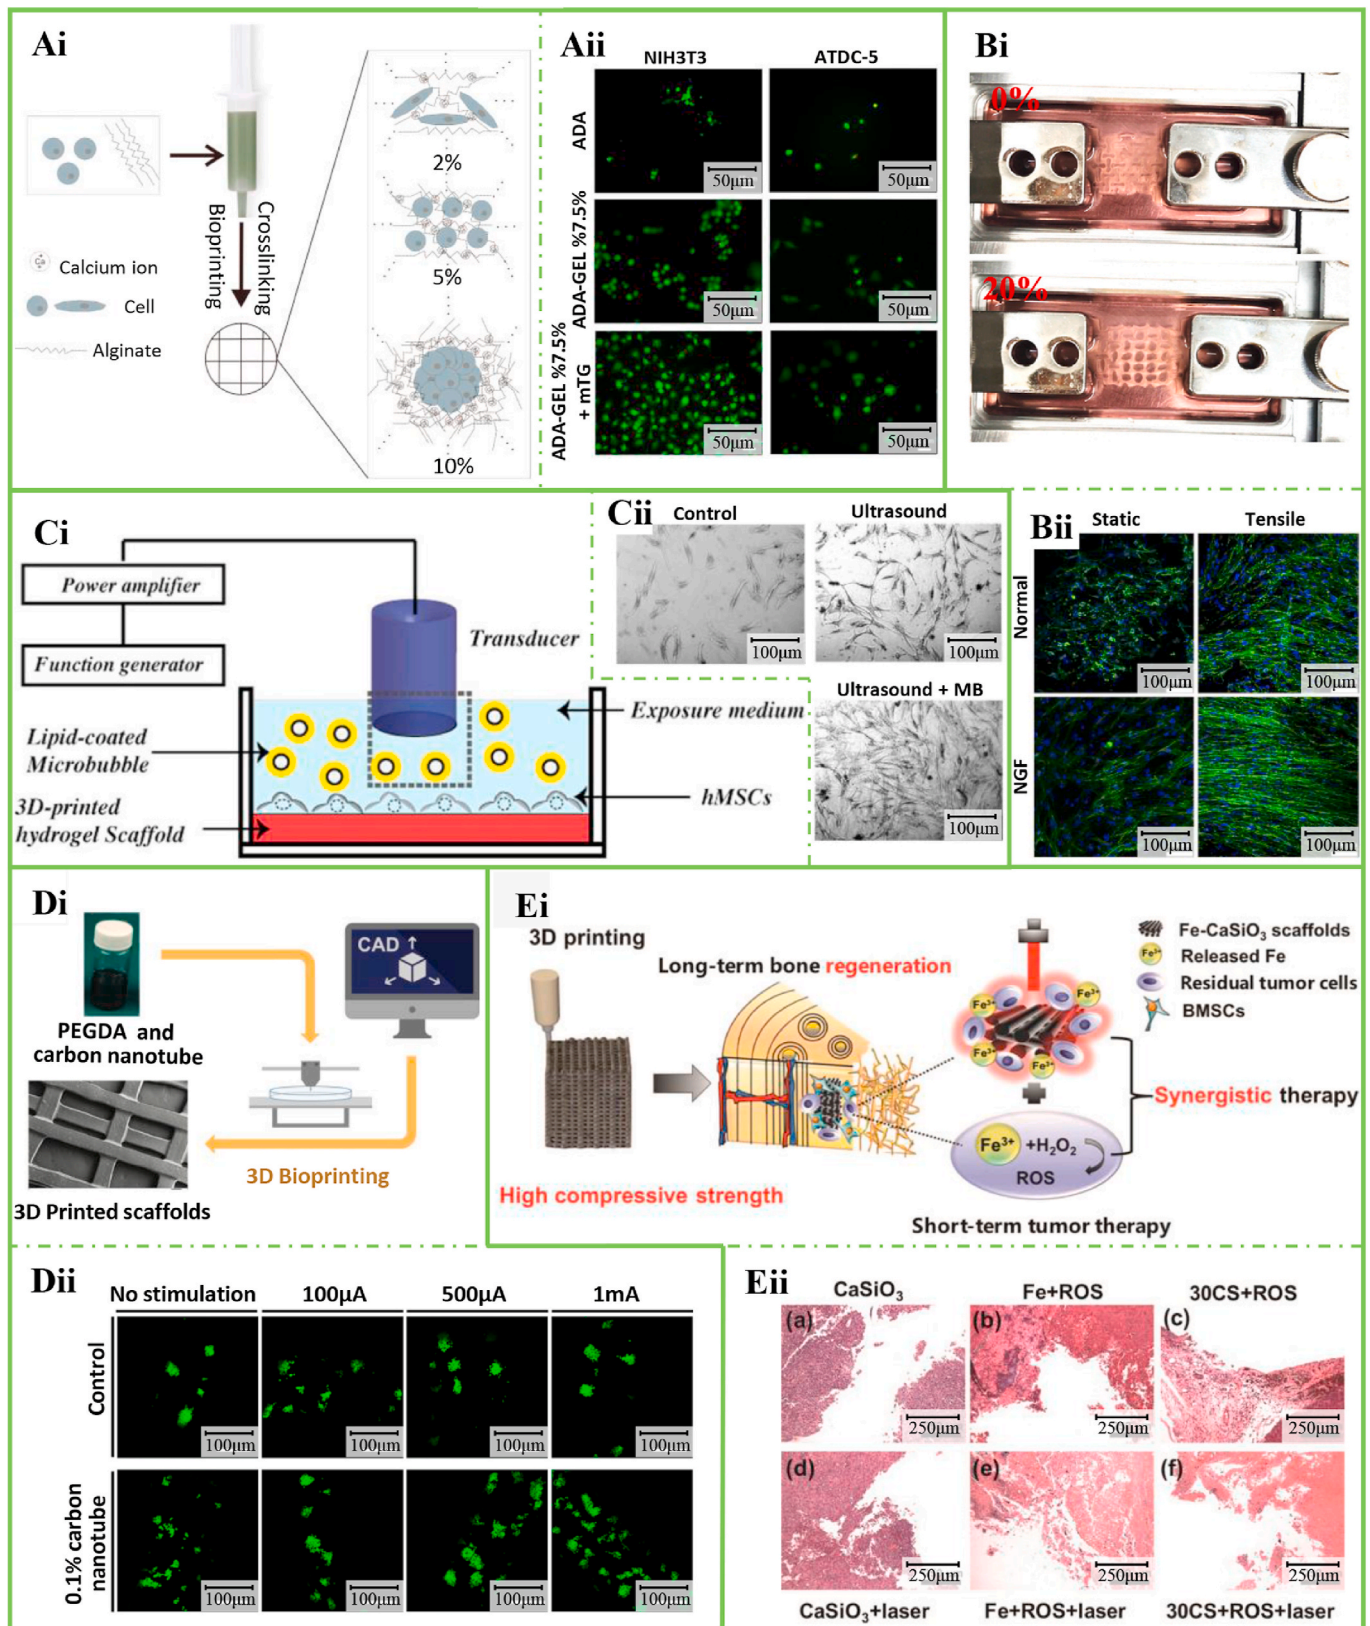 Ai
Calcium ion
Cell
Alginate
Bioprinting
Crosslinking
2%
5%
10%
Aii
NIH3T3
ATDC-5
ADA
50μm
50μm
ADA-GEL %7.5%
50μm
50μm
ADA-GEL %7.5%
+ mTG
50μm
50μm
Bi
0%
20%
Ci
Power amplifier
Function generator
Transducer
Exposure medium
Lipid-coated
Microbubble
hMSCs
3D-printed
hydrogel Scaffold
Cii
Control
Ultrasound
100μm
100μm
Ultrasound + MB
100μm
Bii
Static
Tensile
Normal
100μm
100μm
NGF
100μm
100μm
Di
PEGDA and
carbon nanotube
CAD
3D Bioprinting
3D Printed scaffolds
Ei
3D printing
Long-term bone regeneration
High compressive strength
Fe³⁺
Fe³⁺
Fe³⁺
Fe³⁺
Fe-CaSiO₃ scaffolds
Fe³⁺
Released Fe
Residual tumor cells
BMSCs
Synergistic therapy
Fe³⁺ +H₂O₂
ROS
Short-term tumor therapy
Dii
No stimulation
100μA
500μA
1mA
Control
100μm
100μm
100μm
100μm
0.1% carbon
nanotube
100μm
100μm
100μm
100μm
Eii
CaSiO₃
Fe+ROS
30CS+ROS
(a)
(b)
(c)
250μm
250μm
250μm
(d)
(e)
(f)
250μm
250μm
250μm
CaSiO₃+laser
Fe+ROS+laser
30CS+ROS+laser